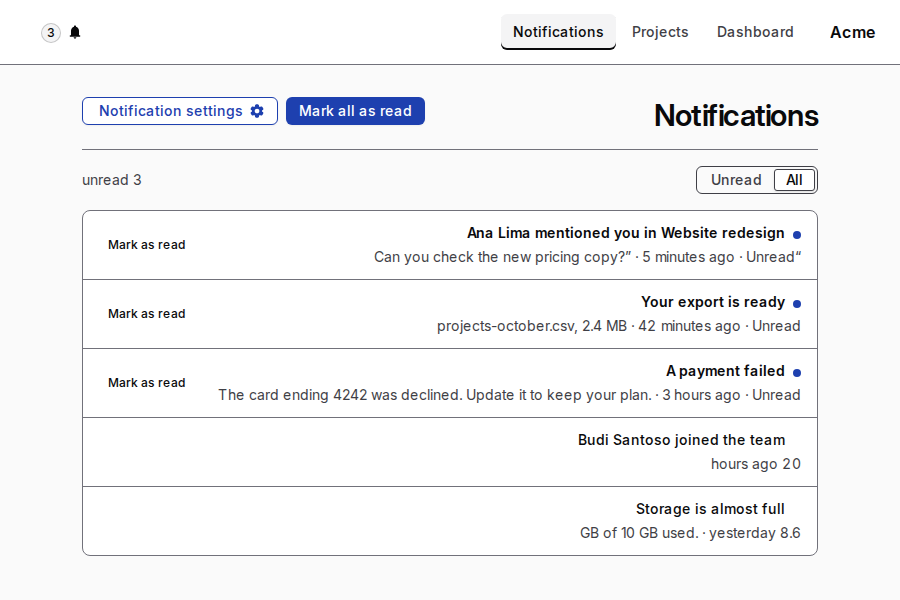 Acme
Dashboard
Projects
Notifications
3
Notifications
Mark all as read
Notification settings
All
Unread
unread 3
Ana Lima mentioned you in Website redesign
Can you check the new pricing copy?” · 5 minutes ago · Unread“
Mark as read
Your export is ready
projects-october.csv, 2.4 MB · 42 minutes ago · Unread
Mark as read
A payment failed
The card ending 4242 was declined. Update it to keep your plan. · 3 hours ago · Unread
Mark as read
Budi Santoso joined the team
hours ago 20
Storage is almost full
GB of 10 GB used. · yesterday 8.6